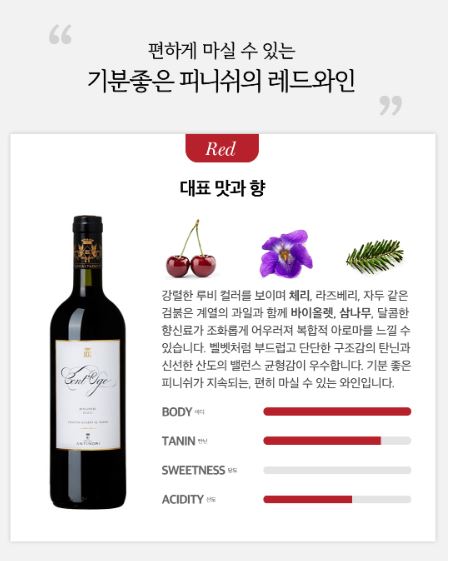 “
편하게 마실 수 있는
기분좋은 피니쉬의 레드와인
”
Red
대표 맛과 향
강렬한 루비 컬러를 보이며 체리, 라즈베리, 자두 같은
검붉은 계열의 과일과 함께 바이올렛, 삼나무, 달콤한
향신료가 조화롭게 어우러져 복합적 아로마를 느낄 수
있습니다. 벨벳처럼 부드럽고 단단한 구조감의 탄닌과
신선한 산도의 밸런스 균형감이 우수합니다. 기분 좋은
피니쉬가 지속되는, 편히 마실 수 있는 와인입니다.
BODY 바디
TANIN 탄닌
SWEETNESS 당도
ACIDITY 산도
ANTINORI